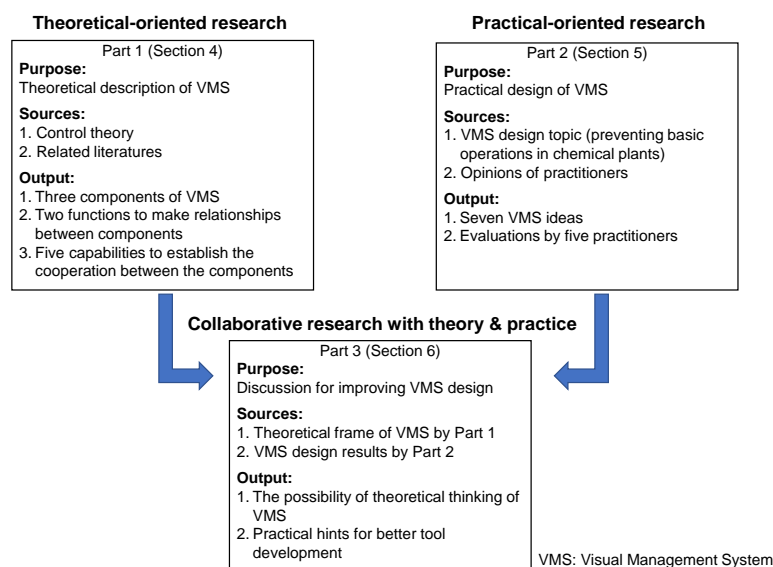 Theoretical-oriented research
Part 1 (Section 4)
Purpose:
Theoretical description of VMS
Sources:
1. Control theory
2. Related literatures
Output:
1. Three components of VMS
2. Two functions to make relationships
between components
3. Five capabilities to establish the
cooperation between the components
Practical-oriented research
Part 2 (Section 5)
Purpose:
Practical design of VMS
Sources:
1. VMS design topic (preventing basic
operations in chemical plants)
2. Opinions of practitioners
Output:
1. Seven VMS ideas
2. Evaluations by five practitioners
Collaborative research with theory & practice
Part 3 (Section 6)
Purpose:
Discussion for improving VMS design
Sources:
1. Theoretical frame of VMS by Part 1
2. VMS design results by Part 2
Output:
1. The possibility of theoretical thinking of
VMS
2. Practical hints for better tool
development
VMS: Visual Management System